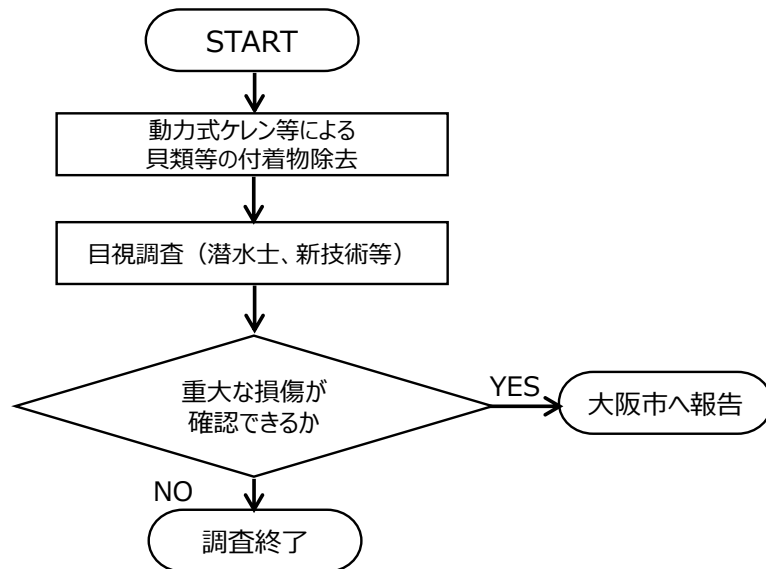 START
動力式ケレン等による
貝類等の付着物除去
目視調査（潜水士、新技術等）
重大な損傷が
確認できるか
YES
大阪市へ報告
NO
調査終了